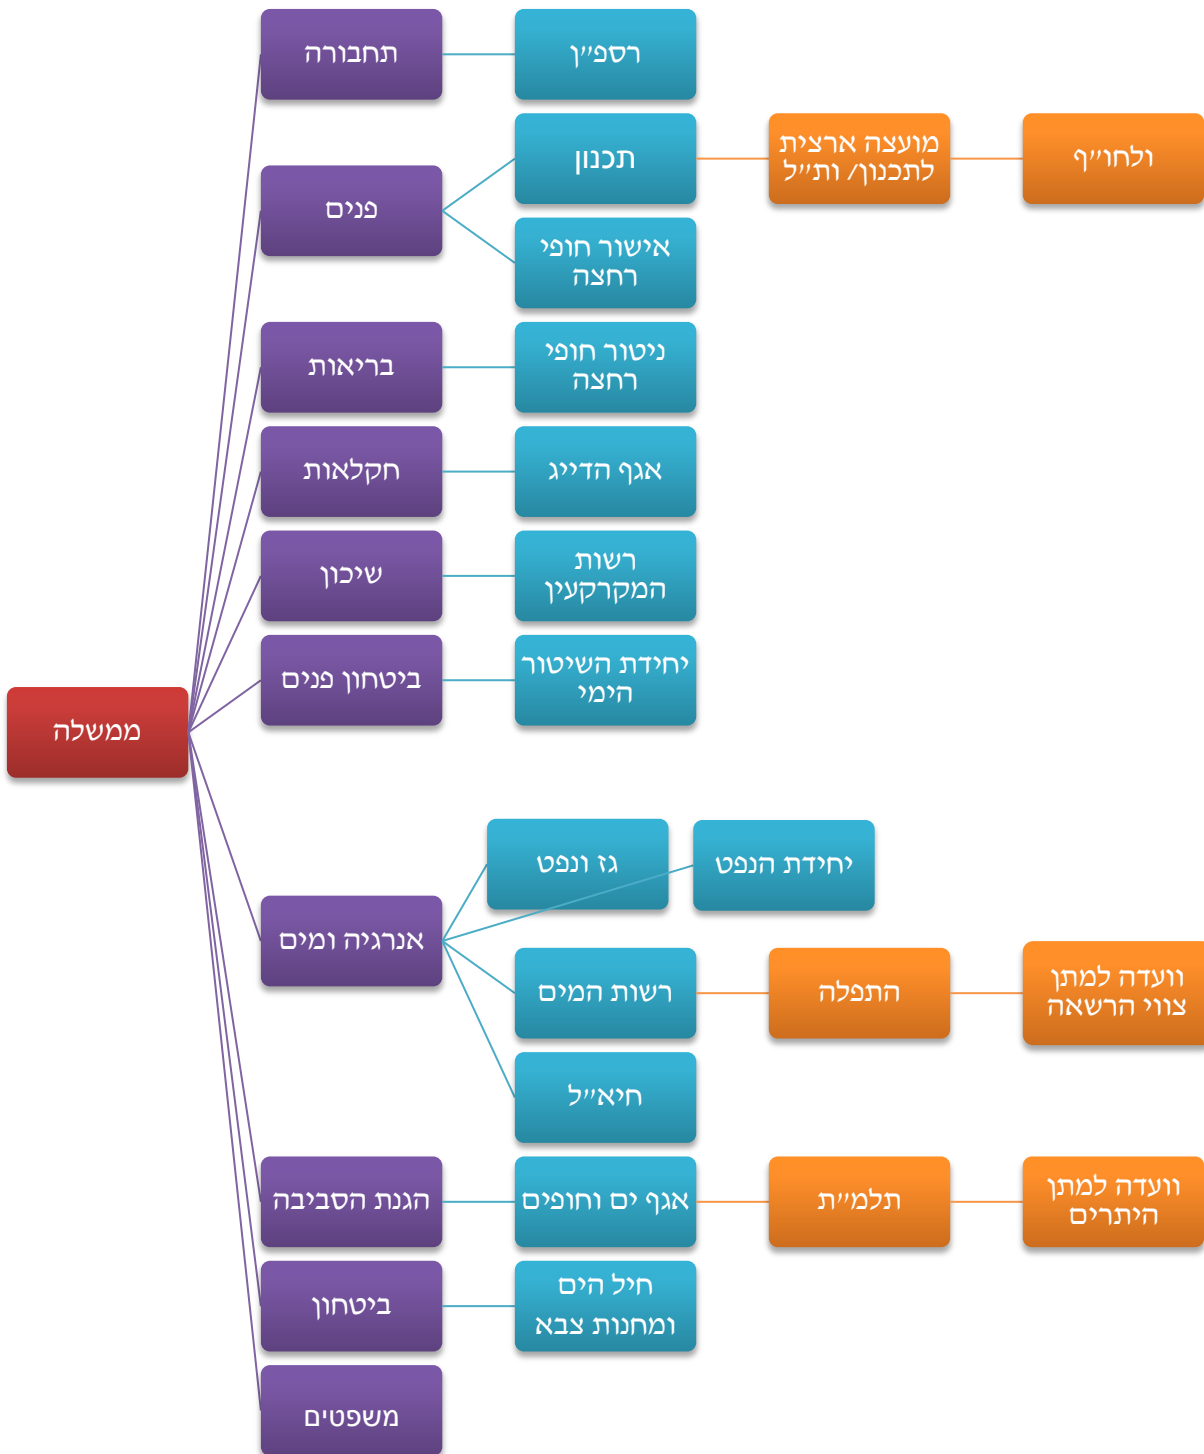 תחבורה
רספ״ן
פנים
תכנון
מועצה ארצית
לתכנון/ ות״ל
ולחו״ף
אישור חופי
רחצה
בריאות
ניטור חופי
רחצה
חקלאות
אגף הדייג
שיכון
רשות
המקרקעין
ביטחון פנים
יחידת השיטור
הימי
ממשלה
אנרגיה ומים
גז ונפט
יחידת הנפט
רשות המים
התפלה
וועדה למתן
צווי הרשאה
חיא״ל
הגנת הסביבה
אגף ים וחופים
תלמ״ת
וועדה למתן
היתרים
ביטחון
חיל הים
ומחנות צבא
משפטים